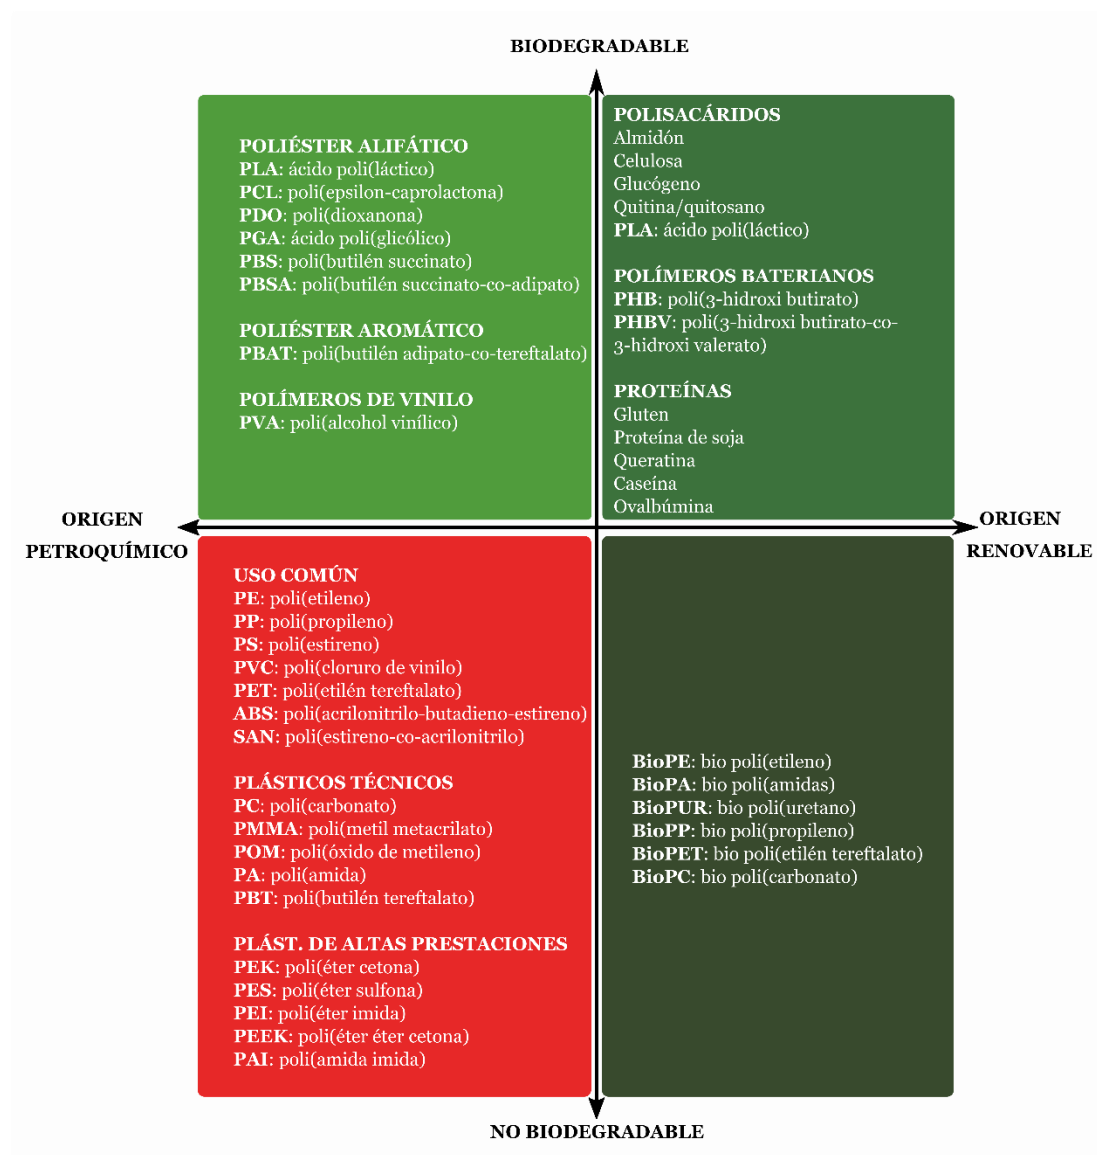 BIODEGRADABLE
POLIÉSTER ALIFÁTICO
PLA: ácido poli(láctico)
PCL: poli(epsilon-caprolactona)
PDO: poli(dioxanona)
PGA: ácido poli(glicólico)
PBS: poli(butilén succinato)
PBSA: poli(butilén succinato-co-adipato)
POLIÉSTER AROMÁTICO
PBAT: poli(butilén adipato-co-tereftalato)
POLÍMEROS DE VINILO
PVA: poli(alcohol vinílico)
POLISACÁRIDOS
Almidón
Celulosa
Glucógeno
Quitina/quitosano
PLA: ácido poli(láctico)
POLÍMEROS BATERIANOS
PHB: poli(3-hidroxi butirato)
PHBV: poli(3-hidroxi butirato-co-
3-hidroxi valerato)
PROTEÍNAS
Gluten
Proteína de soja
Queratina
Caseína
Ovalbúmina
ORIGEN
PETROQUÍMICO
ORIGEN
RENOVABLE
USO COMÚN
PE: poli(etileno)
PP: poli(propileno)
PS: poli(estireno)
PVC: poli(cloruro de vinilo)
PET: poli(etilén tereftalato)
ABS: poli(acrilonitrilo-butadieno-estireno)
SAN: poli(estireno-co-acrilonitrilo)
PLÁSTICOS TÉCNICOS
PC: poli(carbonato)
PMMA: poli(metil metacrilato)
POM: poli(óxido de metileno)
PA: poli(amida)
PBT: poli(butilén tereftalato)
PLÁST. DE ALTAS PRESTACIONES
PEK: poli(éter cetona)
PES: poli(éter sulfona)
PEI: poli(éter imida)
PEEK: poli(éter éter cetona)
PAI: poli(amida imida)
BioPE: bio poli(etileno)
BioPA: bio poli(amidas)
BioPUR: bio poli(uretano)
BioPP: bio poli(propileno)
BioPET: bio poli(etilén tereftalato)
BioPC: bio poli(carbonato)
NO BIODEGRADABLE